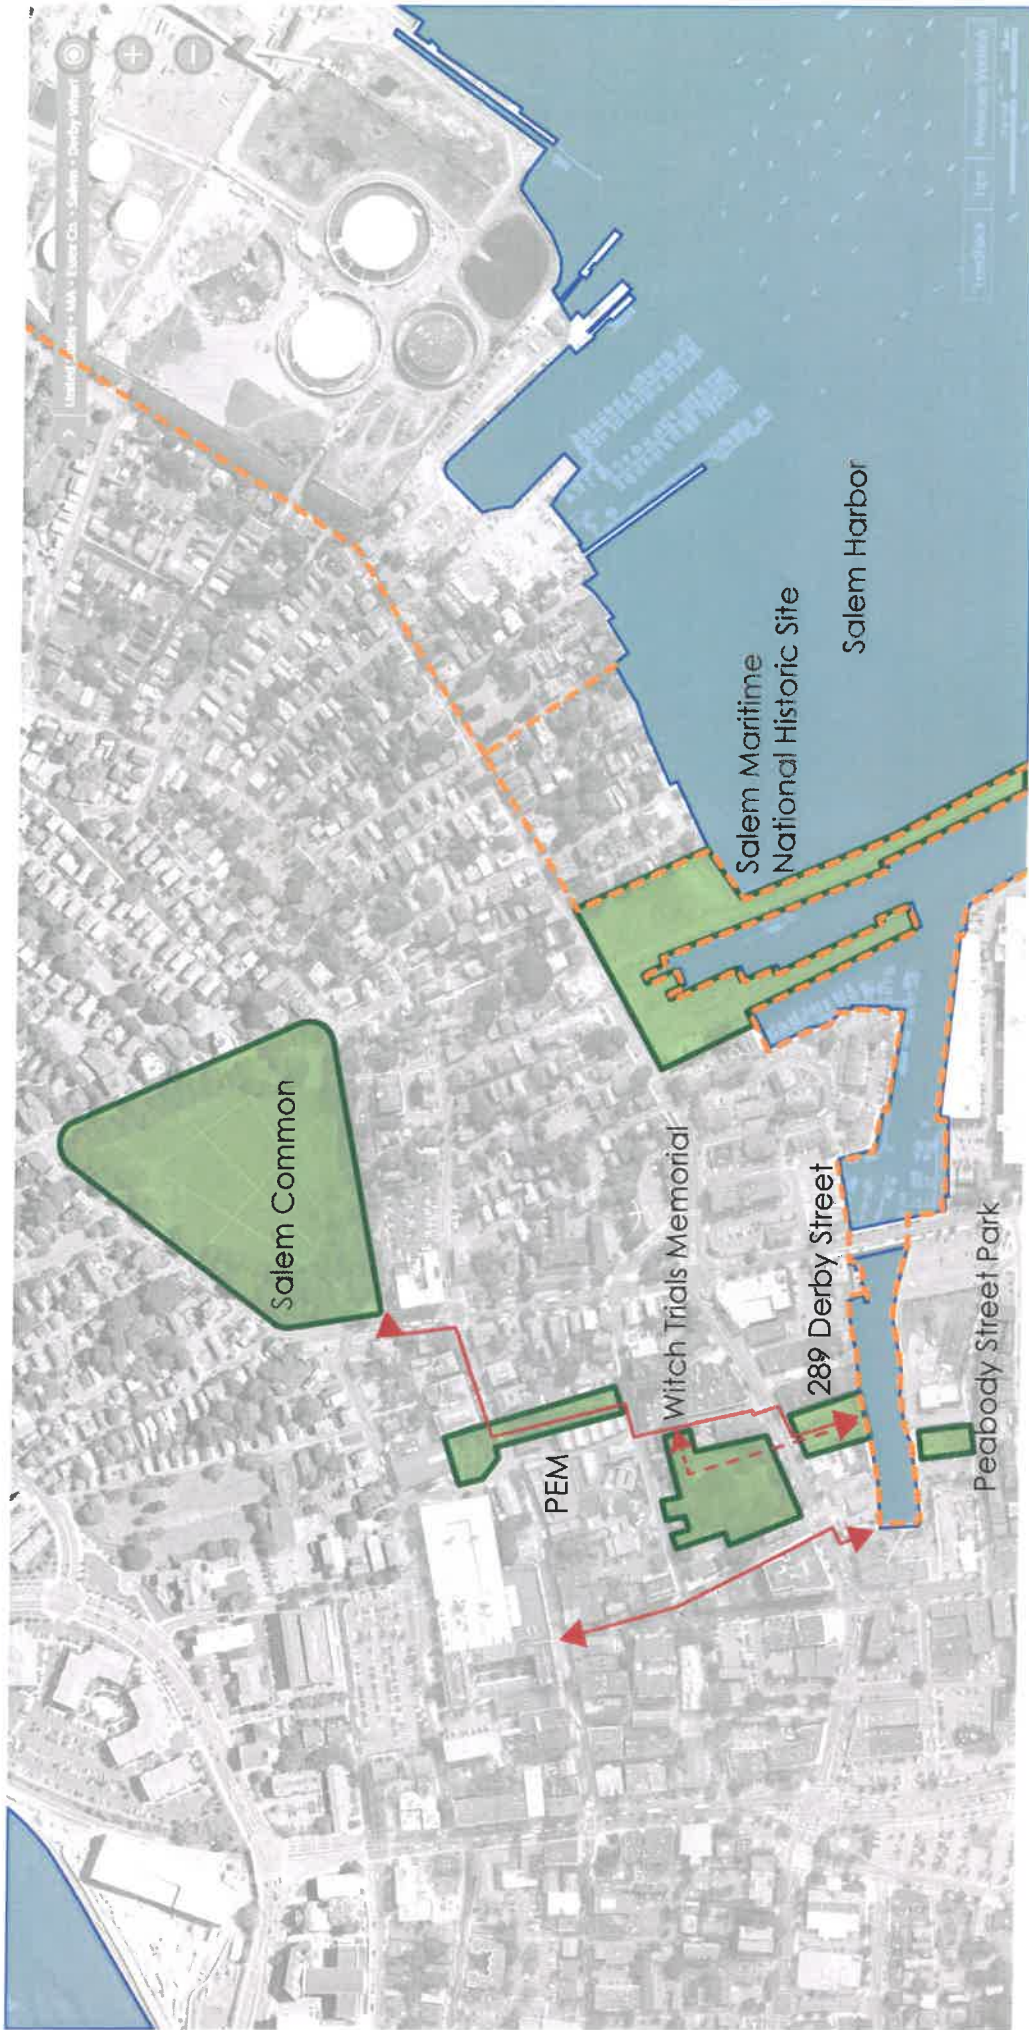 Salem Common
PEM
Witch Trials Memorial
289 Derby Street
Peabody Street Park
Salem Maritime
National Historic Site
Salem Harbor